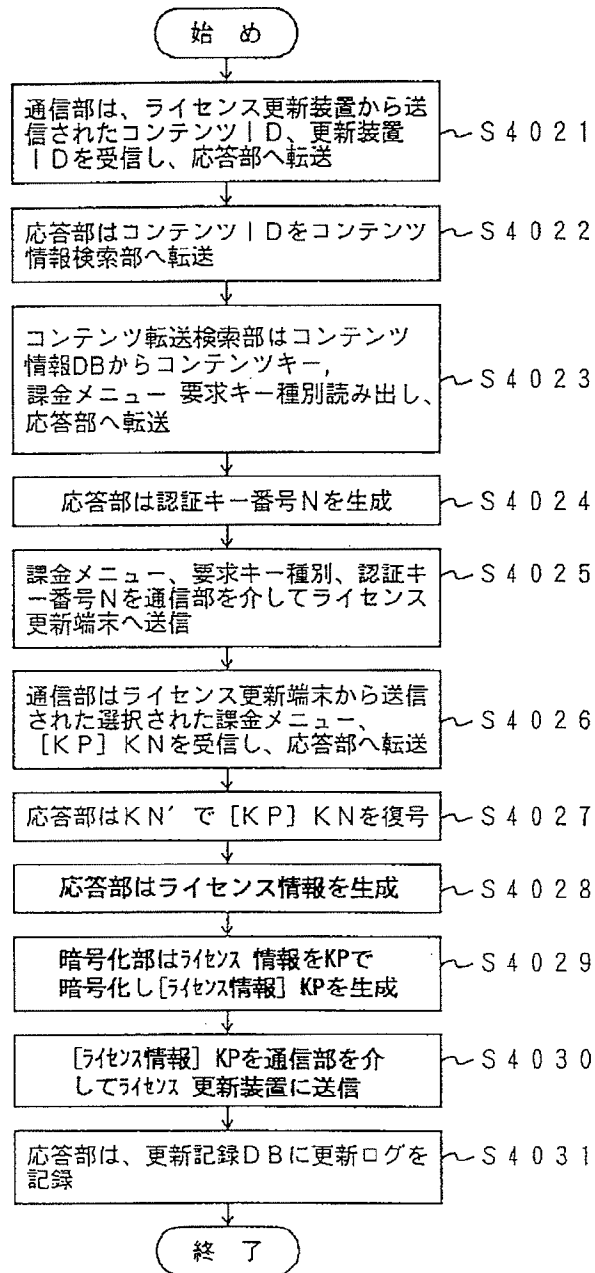 始 め
通信部は、ライセンス更新装置から送
信されたコンテンツID、更新装置
IDを受信し、応答部へ転送
S4021
応答部はコンテンツIDをコンテンツ
情報検索部へ転送
S4022
コンテンツ転送検索部はコンテンツ
情報DBからコンテンツキー,
課金メニュー 要求キー種別読み出し、
応答部へ転送
S4023
応答部は認証キー番号Nを生成
S4024
課金メニュー、要求キー種別、認証キ
ー番号Nを通信部を介してライセンス
更新端末へ送信
S4025
通信部はライセンス更新端末から送信
された選択された課金メニュー、
[KP] KNを受信し、応答部へ転送
S4026
応答部はKN′で[KP] KNを復号
S4027
応答部はライセンス情報を生成
S4028
暗号化部はライセンス 情報をKPで
暗号化し[ライセンス情報] KPを生成
S4029
[ライセンス情報] KPを通信部を介
してライセンス 更新装置に送信
S4030
応答部は、更新記録DBに更新ログを
記録
S4031
終 了